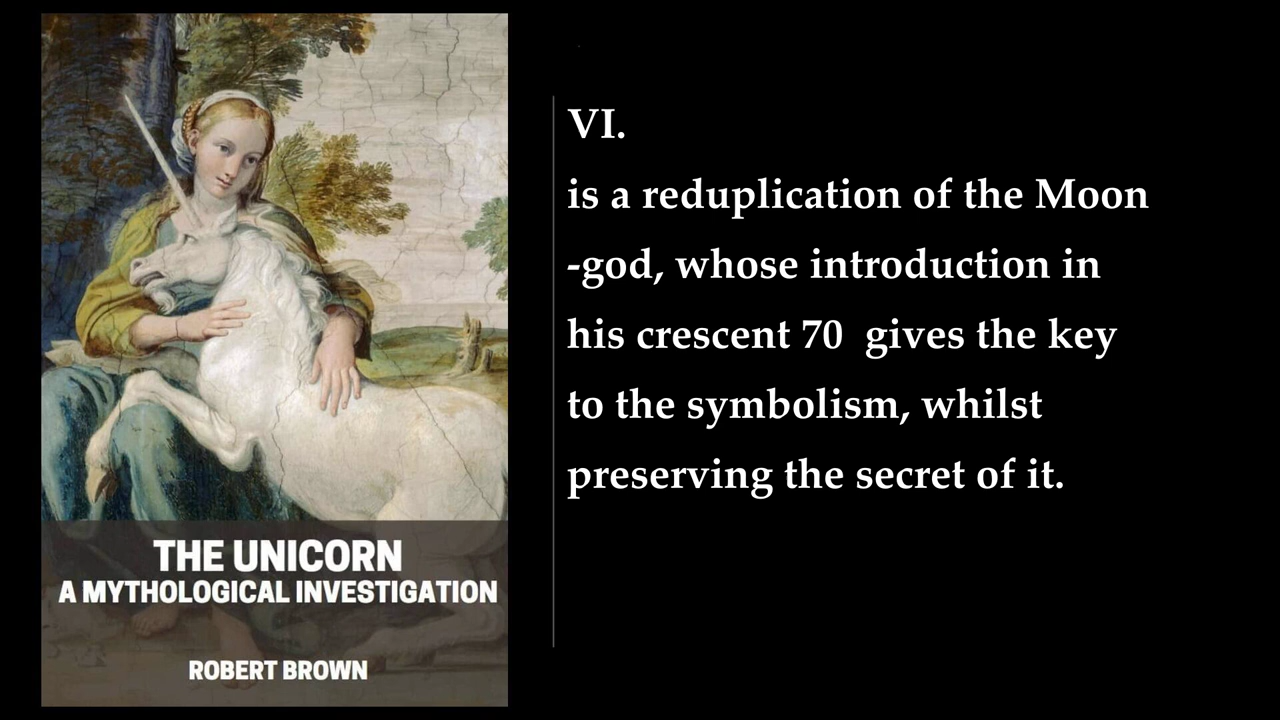 THE UNICORN
A MYTHOLOGICAL INVESTIGATION
ROBERT BROWN
VI.
is a reduplication of the Moon
-god, whose introduction in
his crescent 70  gives the key
to the symbolism, whilst
preserving the secret of it.